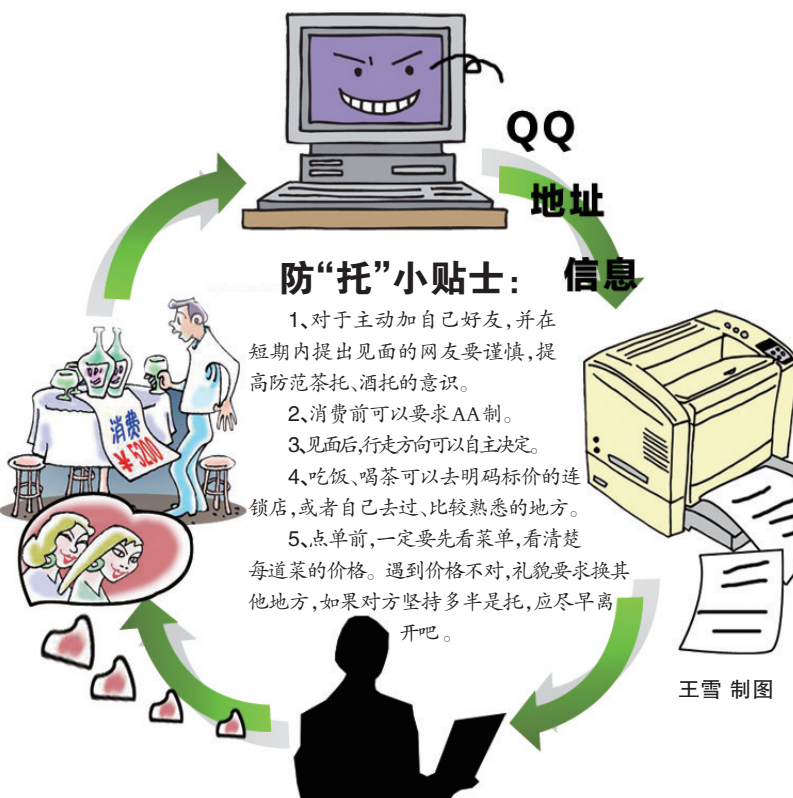 QQ
地址
信息
防“托”小贴士：
1、对于主动加自己好友,并在
短期内提出见面的网友要谨慎,提
高防范茶托、酒托的意识。
2、消费前可以要求AA制。
3、见面后,行走方向可以自主决定。
4、吃饭、喝茶可以去明码标价的连
锁店,或者自己去过、比较熟悉的地方。
5、点单前,一定要先看菜单,看清楚
每道菜的价格。遇到价格不对,礼貌要求换其
他地方,如果对方坚持多半是托,应尽早离
开吧。
消费
¥5200
王雪 制图